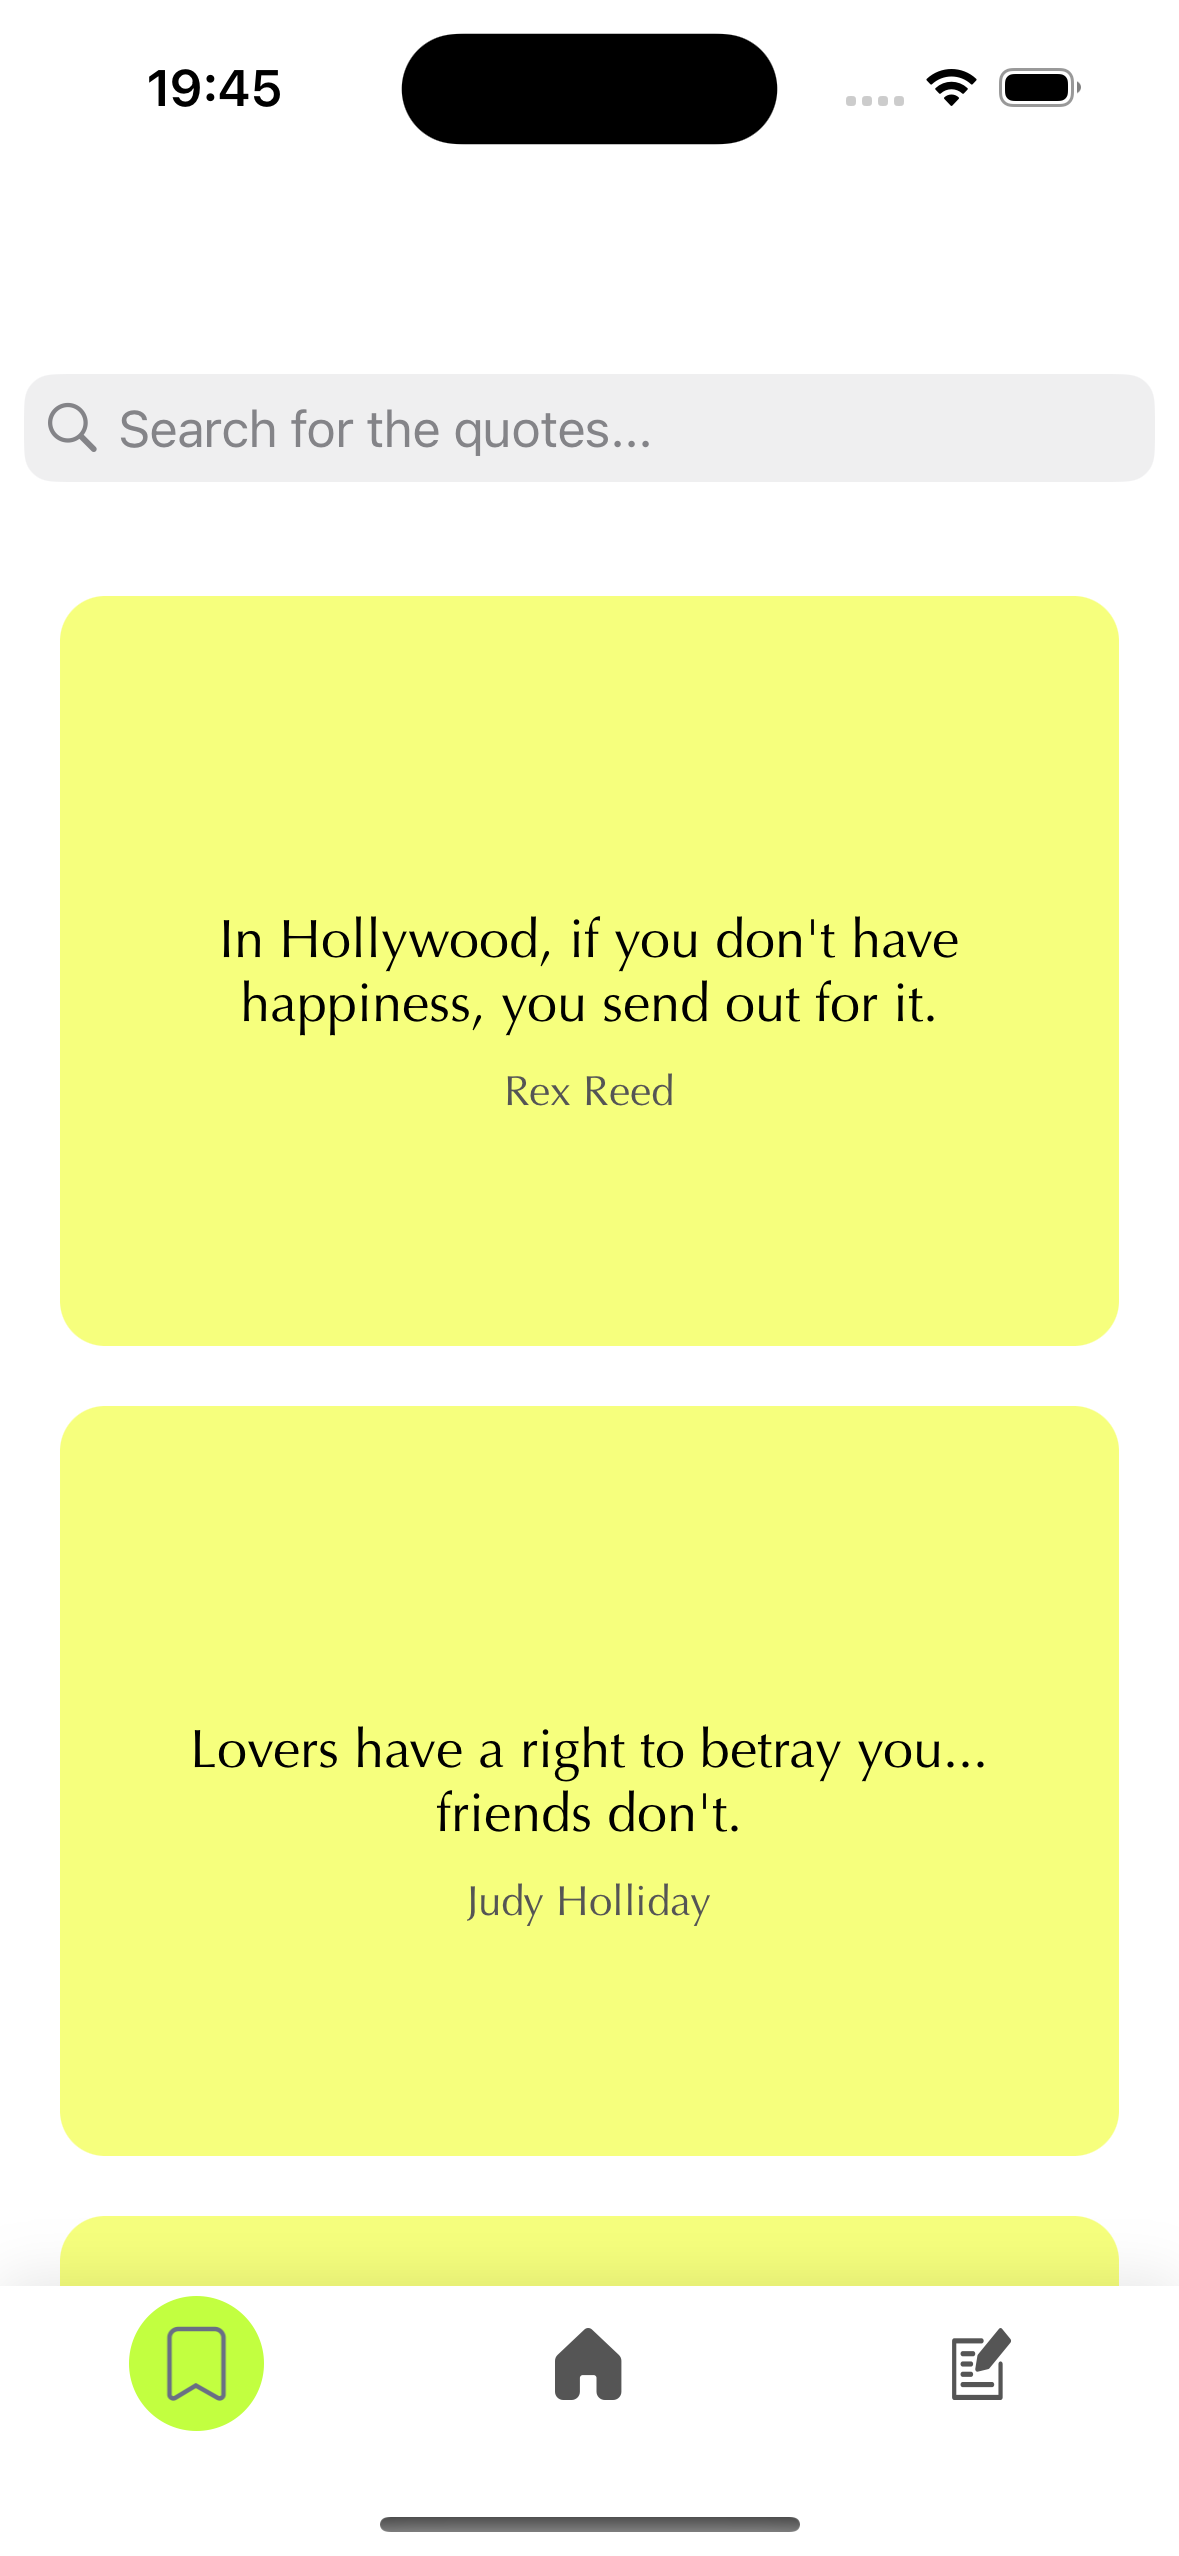 19:45
Search for the quotes...
In Hollywood, if you don't have
happiness, you send out for it.
Rex Reed
Lovers have a right to betray you...
friends don't.
Judy Holliday